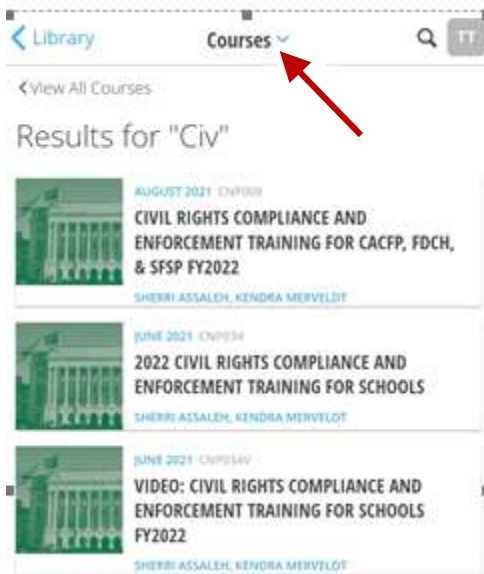 Library
Courses
TT
View All Courses
Results for "Civ"
AUGUST 2021 CNP009
CIVIL RIGHTS COMPLIANCE AND
ENFORCEMENT TRAINING FOR CACFP, FDCH,
& SFSP FY2022
SHERRI ASSALEH, KENDRA MERVELDT
JUNE 2021 CNP034
2022 CIVIL RIGHTS COMPLIANCE AND
ENFORCEMENT TRAINING FOR SCHOOLS
SHERRI ASSALEH, KENDRA MERVELDT
JUNE 2021 CNP034V
VIDEO: CIVIL RIGHTS COMPLIANCE AND
ENFORCEMENT TRAINING FOR SCHOOLS
FY2022
SHERRI ASSALEH, KENDRA MERVELDT